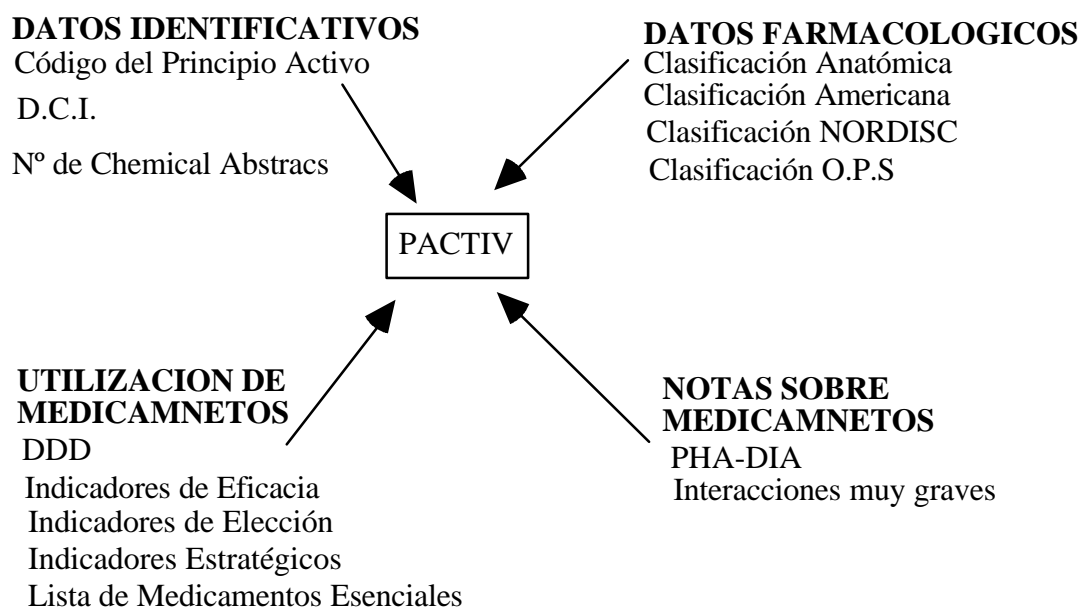 DATOS IDENTIFICATIVOS
Código del Principio Activo
D.C.I.
Nº de Chemical Abstracs
DATOS FARMACOLOGICOS
Clasificación Anatómica
Clasificación Americana
Clasificación NORDISC
Clasificación O.P.S
PACTIV
UTILIZACION DE
MEDICAMNETOS
DDD
Indicadores de Eficacia
Indicadores de Elección
Indicadores Estratégicos
Lista de Medicamentos Esenciales
NOTAS SOBRE
MEDICAMNETOS
PHA-DIA
Interacciones muy graves